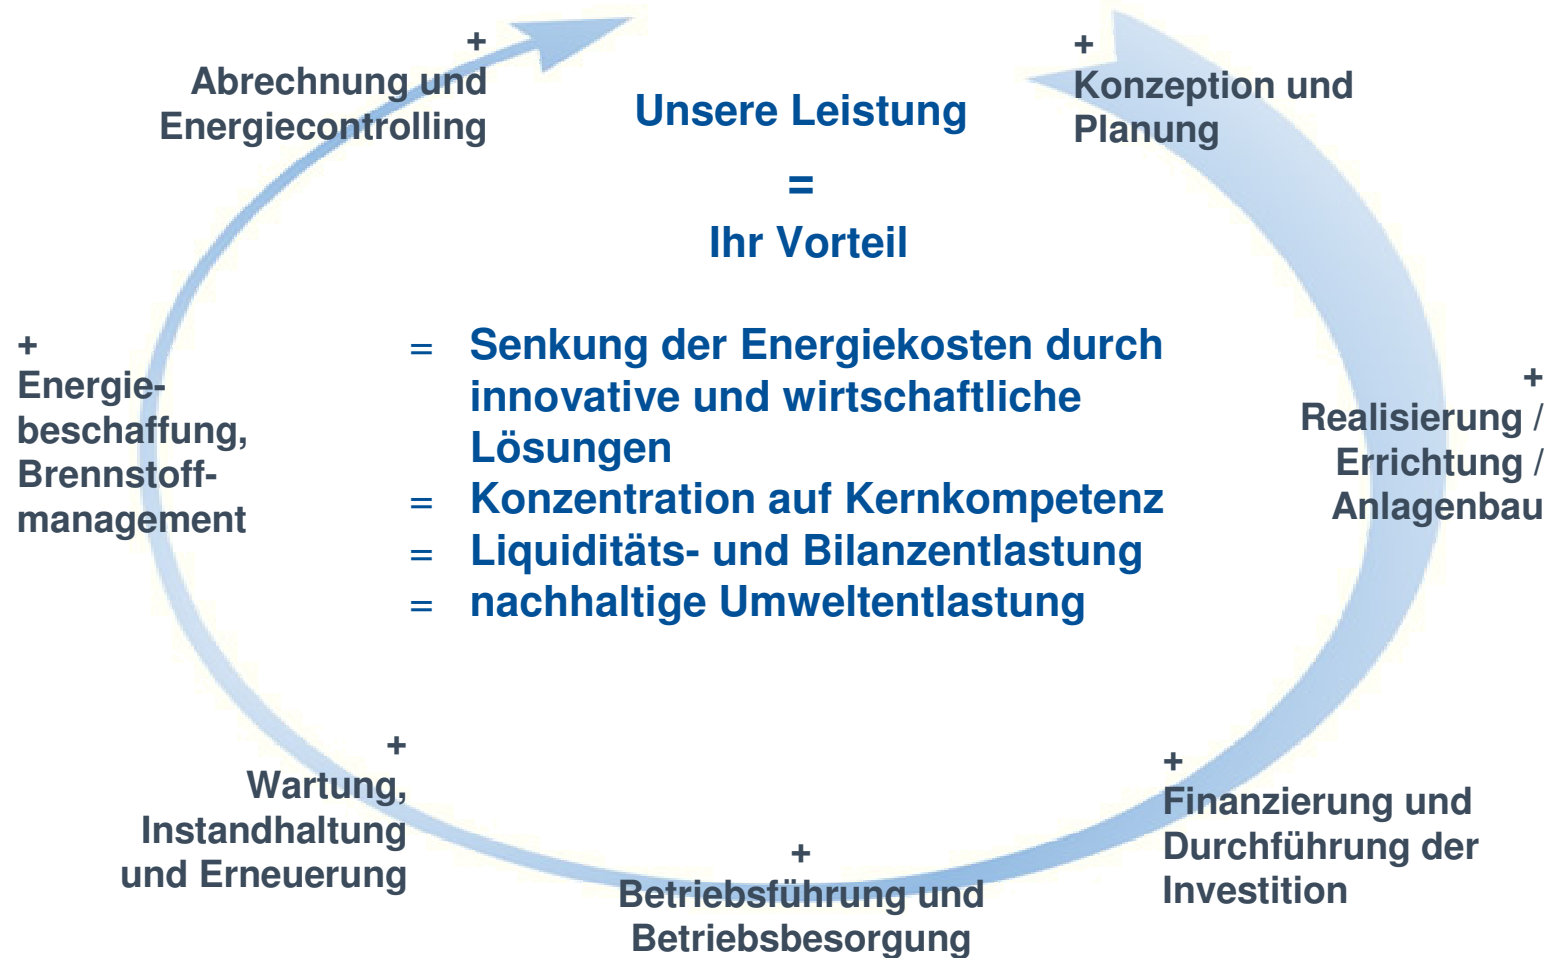 +
Abrechnung und
Energiecontrolling
Unsere Leistung
=
Ihr Vorteil
+
Konzeption und
Planung
+
Realisierung /
Errichtung /
Anlagenbau
+
Finanzierung und
Durchführung der
Investition
+
Betriebsführung und
Betriebsbesorgung
+
Wartung,
Instandhaltung
und Erneuerung
+
Energie-
beschaffung,
Brennstoff-
management
= Senkung der Energiekosten durch
innovative und wirtschaftliche
Lösungen
= Konzentration auf Kernkompetenz
= Liquiditäts- und Bilanzentlastung
= nachhaltige Umweltentlastung